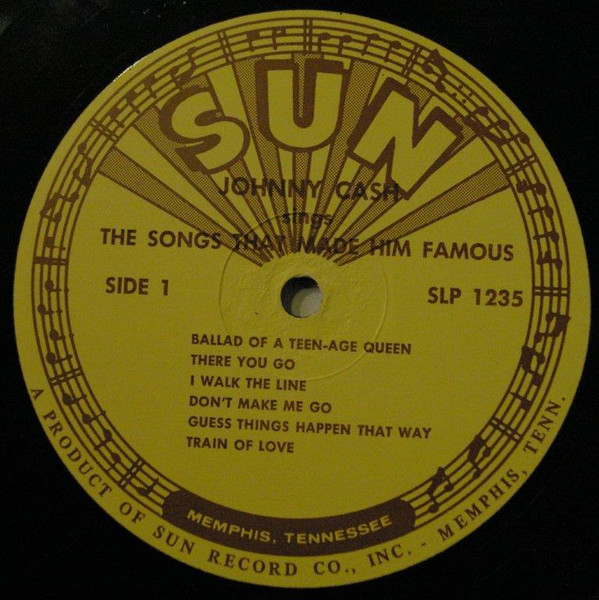 SUN
JOHNNY CASH
sings
THE SONGS THAT MADE HIM FAMOUS
SIDE 1
SLP 1235
BALLAD OF A TEEN-AGE QUEEN
THERE YOU GO
I WALK THE LINE
DON'T MAKE ME GO
GUESS THINGS HAPPEN THAT WAY
TRAIN OF LOVE
MEMPHIS, TENNESSEE
A PRODUCT OF SUN RECORD CO., INC. - MEMPHIS, TENN.